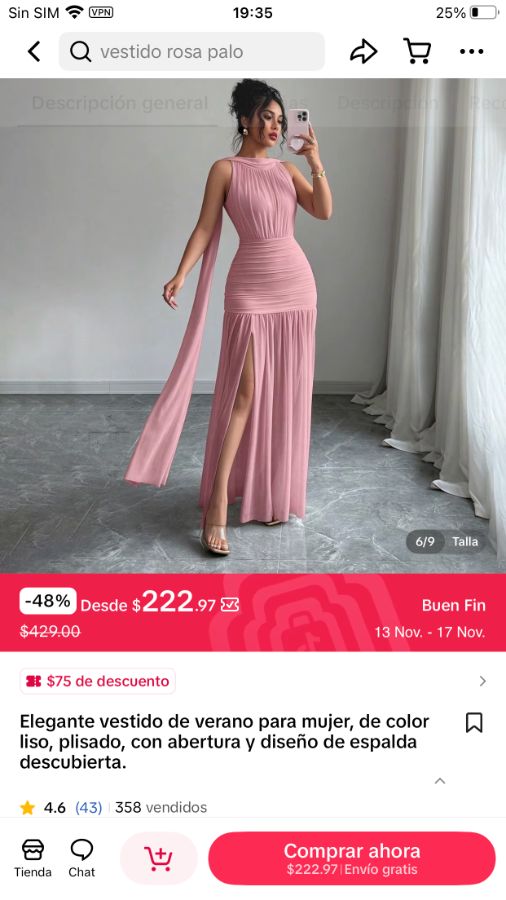 Sin SIM VPN 19:35 25%
vestido rosa palo
Descripción general Descripción
6/9 Talla
-48% Desde $222.97 Buen Fin
$429.00 13 Nov. - 17 Nov.
$75 de descuento
Elegante vestido de verano para mujer, de color
liso, plisado, con abertura y diseño de espalda
descubierta.
4.6 (43) 358 vendidos
Comprar ahora
$222.97 Envío gratis
Tienda Chat